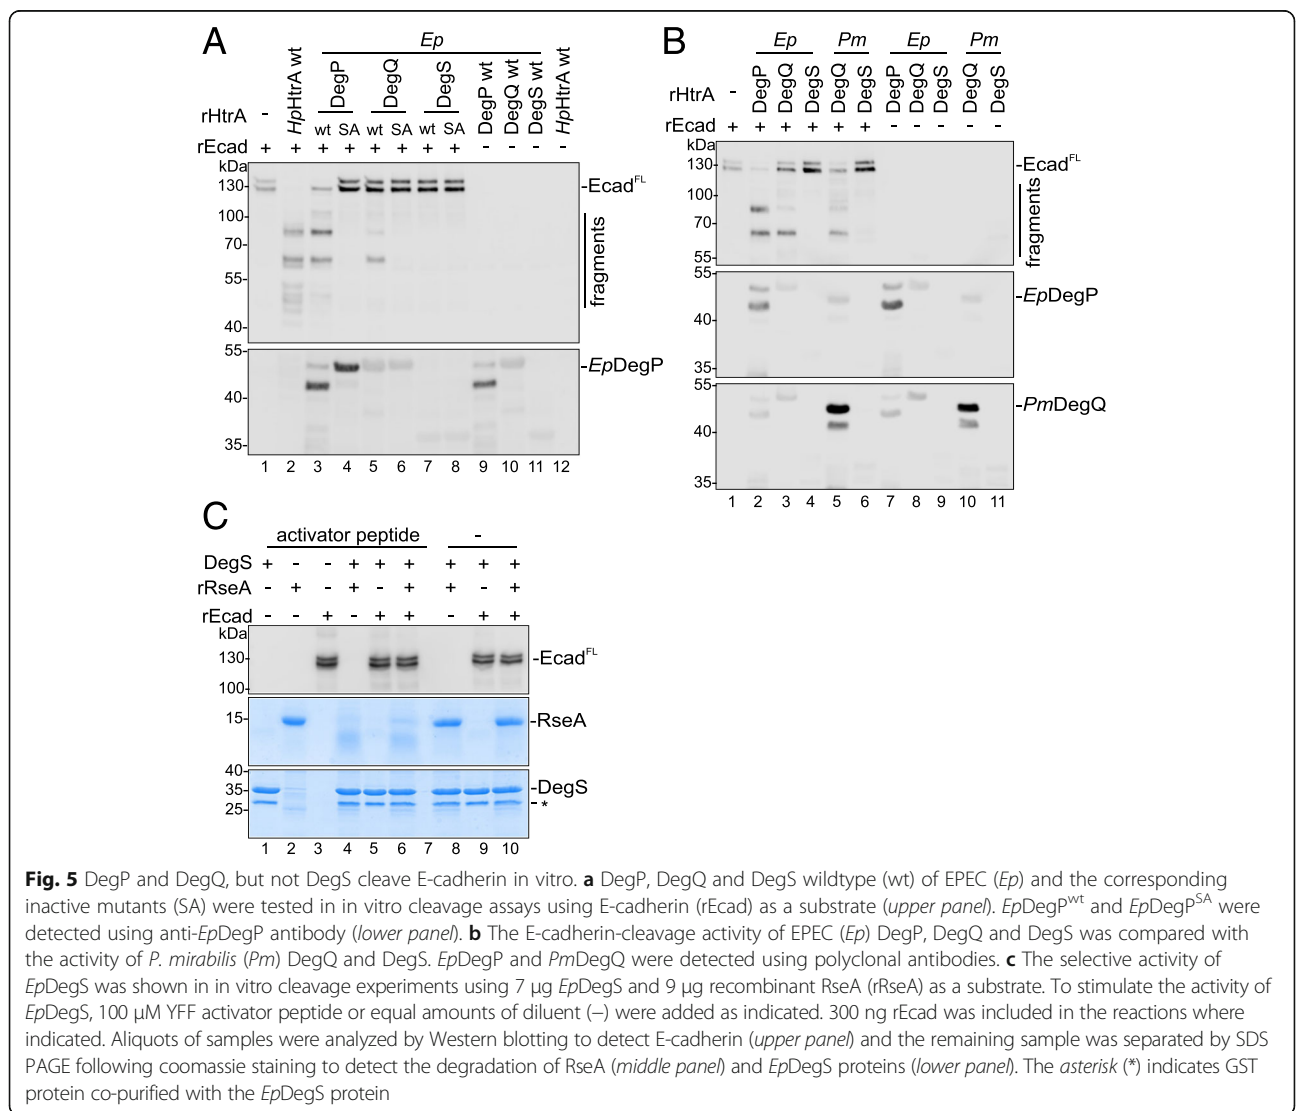 A
Ep
rHtrA - HpHtrA wt DegP DegQ DegS DegP wt DegQ wt DegS wt HpHtrA wt
wt SA wt SA wt SA
rEcad + + + + + + + + - - - -
kDa
130- -EcadFL
100-
70-
55-
40-
fragments
55-
-EpDegP
40-
35-
1 2 3 4 5 6 7 8 9 10 11 12
B
Ep Pm Ep Pm
rHtrA - DegP DegQ DegS DegQ DegS DegP DegQ DegS DegQ DegS
rEcad + + + + + + - - - - -
kDa
130- -EcadFL
100-
70-
55-
fragments
55-
-EpDegP
40-
35-
55-
-PmDegQ
40-
35-
1 2 3 4 5 6 7 8 9 10 11
C
activator peptide -
DegS + - - + + + + + +
rRseA - + - + - + + - +
rEcad - - + - + + - + +
kDa
130- -EcadFL
100-
15- -RseA
40-
35- -DegS
25- -*
1 2 3 4 5 6 7 8 9 10
Fig. 5 DegP and DegQ, but not DegS cleave E-cadherin in vitro. a DegP, DegQ and DegS wildtype (wt) of EPEC (Ep) and the corresponding
inactive mutants (SA) were tested in in vitro cleavage assays using E-cadherin (rEcad) as a substrate (upper panel). EpDegPwt and EpDegPSA were
detected using anti-EpDegP antibody (lower panel). b The E-cadherin-cleavage activity of EPEC (Ep) DegP, DegQ and DegS was compared with
the activity of P. mirabilis (Pm) DegQ and DegS. EpDegP and PmDegQ were detected using polyclonal antibodies. c The selective activity of
EpDegS was shown in in vitro cleavage experiments using 7 μg EpDegS and 9 μg recombinant RseA (rRseA) as a substrate. To stimulate the activity of
EpDegS, 100 μM YFF activator peptide or equal amounts of diluent (−) were added as indicated. 300 ng rEcad was included in the reactions where
indicated. Aliquots of samples were analyzed by Western blotting to detect E-cadherin (upper panel) and the remaining sample was separated by SDS
PAGE following coomassie staining to detect the degradation of RseA (middle panel) and EpDegS proteins (lower panel). The asterisk (*) indicates GST
protein co-purified with the EpDegS protein